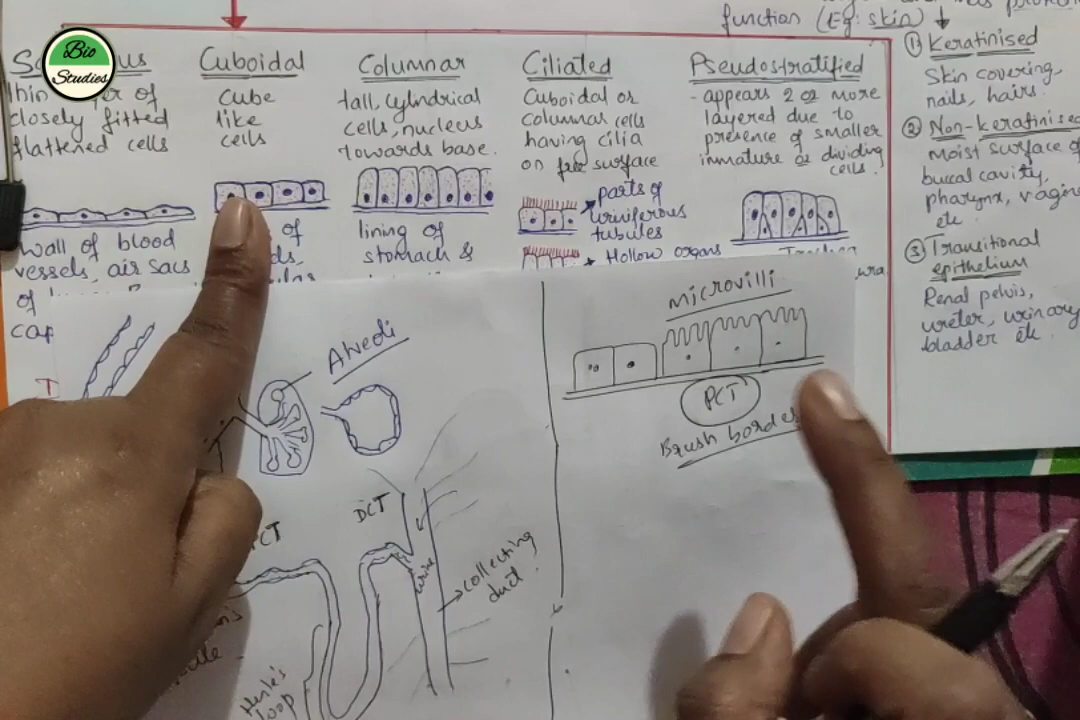 function (Eg: skin)
Bio
Studies
Cuboidal
cube
like
cells
Columnar
tall, cylindrical
cells, nucleus
towards base.
lining of
stomach &
Ciliated
Cuboidal or
columnar cells
having cilia
on free surface
parts of
uriniferous
tubules
* Hollow organs
Pseudostratified
- appears 2 or more
layered due to
presence of smaller
immature or dividing
cells.
closely fitted
flattened cells
wall of blood
vessels, air sacs
of
① Keratinised
Skin covering,
nails, hairs.
② Non-keratinised
Moist surface of
buccal cavity,
pharynx, vagina
etc.
③ Transitional
epithelium
Renal pelvis,
ureter, urinary
bladder etc.
Alveoli
DCT
urine
collecting
duct.
Henle's
loop
Microvilli
PCT
Brush border